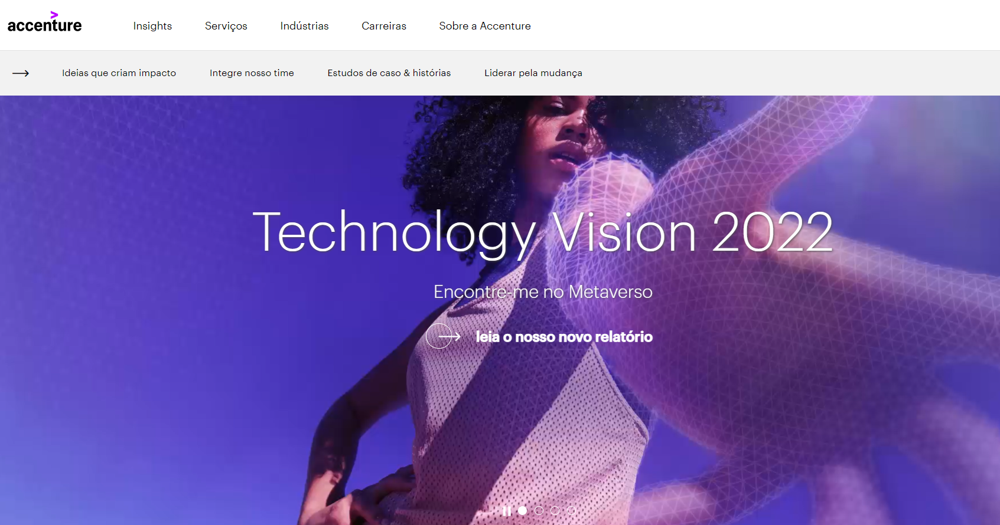 accenture
Insights Serviços Indústrias Carreiras Sobre a Accenture
Ideias que criam impacto Integre nosso time Estudos de caso & histórias Liderar pela mudança
Technology Vision 2022
Encontre-me no Metaverso
leia o nosso novo relatório